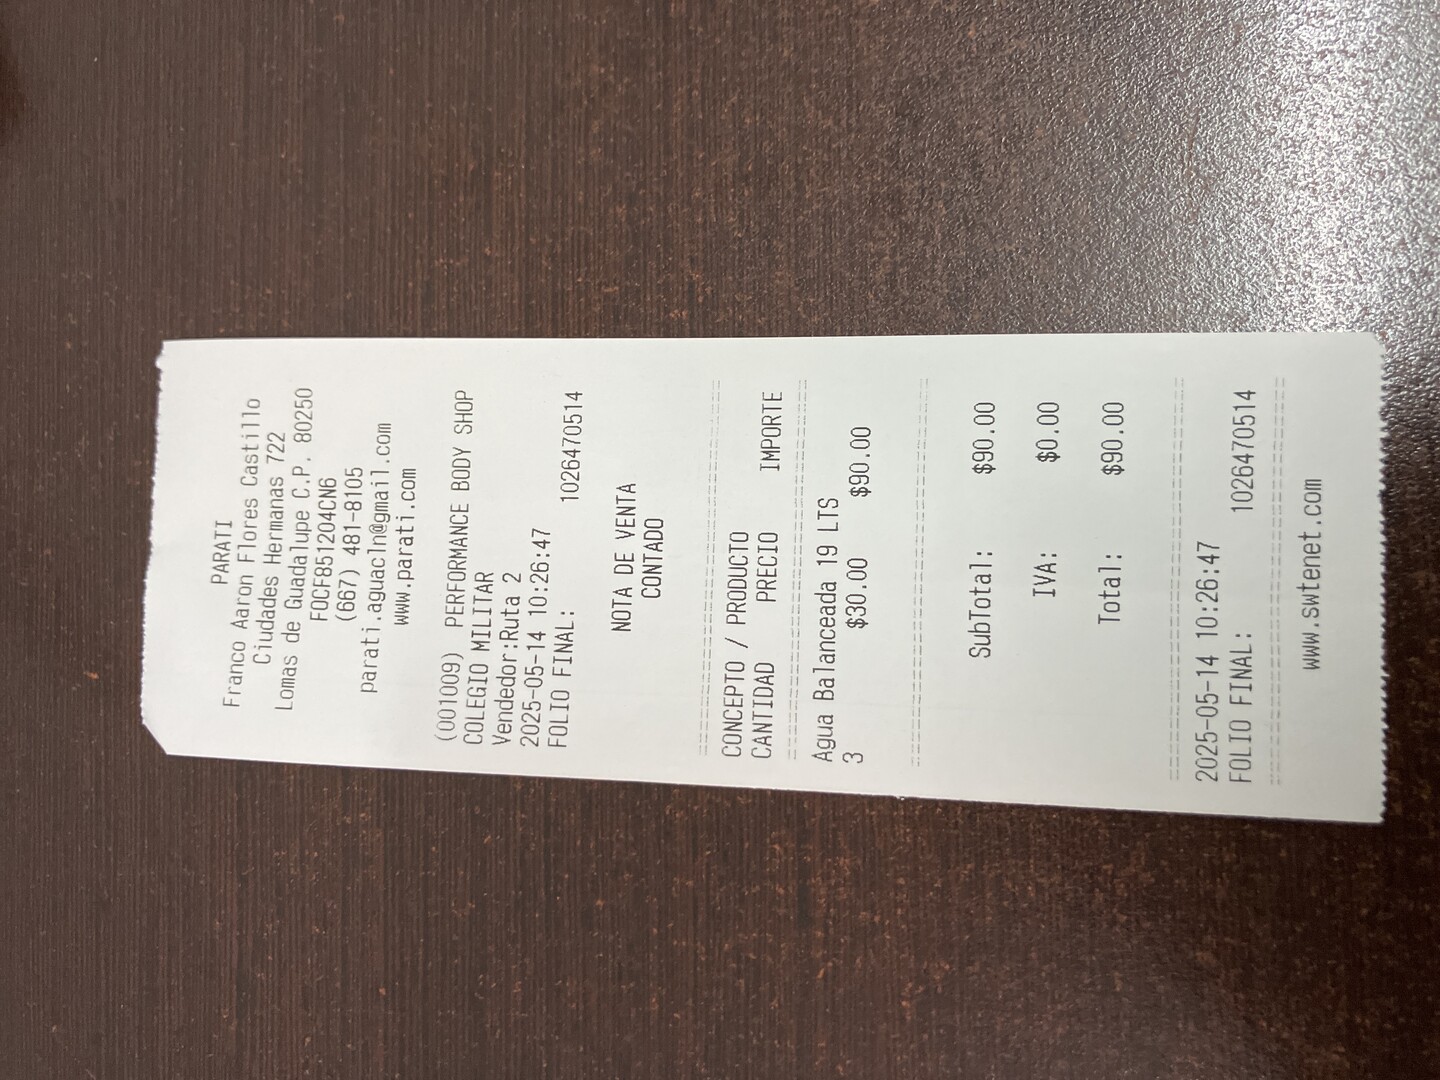 PARATI
Franco Aaron Flores Castillo
Ciudades Hermanas 722
Lomas de Guadalupe C.P. 80250
FOCF851204CN6
(667) 481-8105
parati.aguacln@gmail.com
www.parati.com
(001009) PERFORMANCE BODY SHOP
COLEGIO MILITAR
Vendedor:Ruta 2
2025-05-14 10:26:47
FOLIO FINAL: 1026470514
NOTA DE VENTA
CONTADO
CONCEPTO / PRODUCTO
CANTIDAD PRECIO IMPORTE
Agua Balanceada 19 LTS
3 $30.00 $90.00
SubTotal: $90.00
IVA: $0.00
Total: $90.00
2025-05-14 10:26:47
FOLIO FINAL: 1026470514
www.swtenet.com